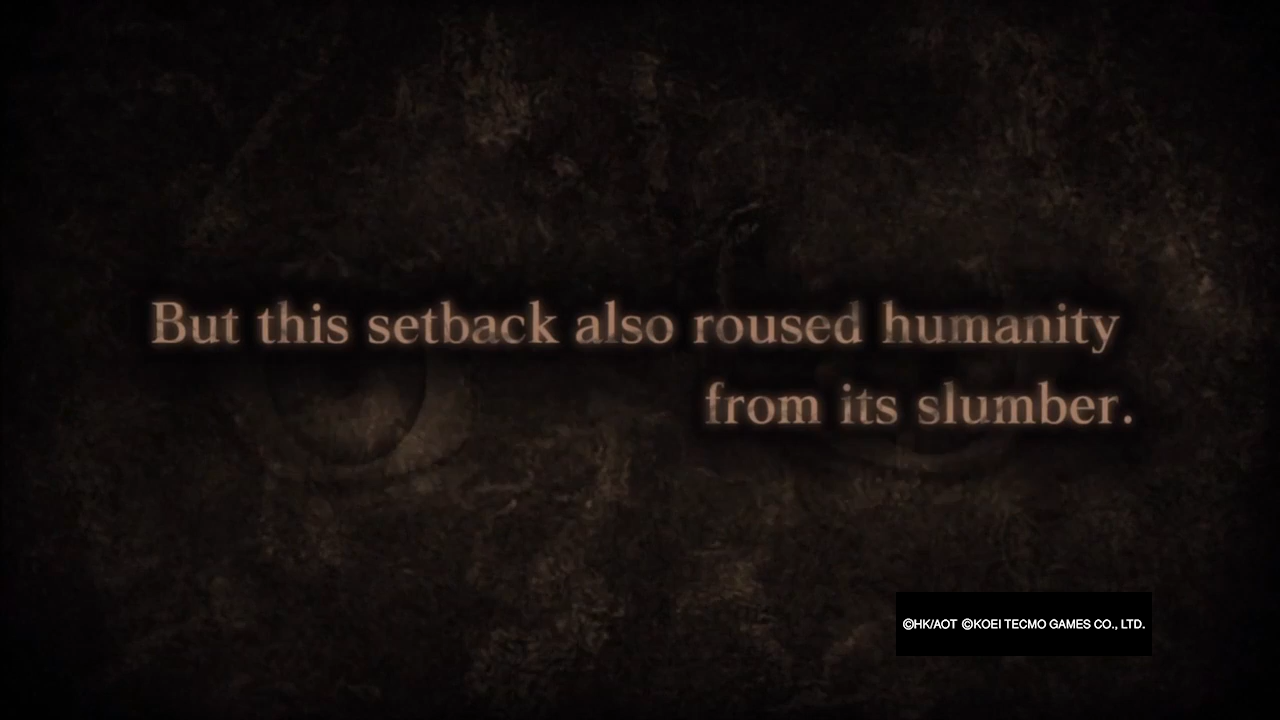 But this setback also roused humanity
from its slumber.
©HK/AOT ©KOEI TECMO GAMES CO., LTD.